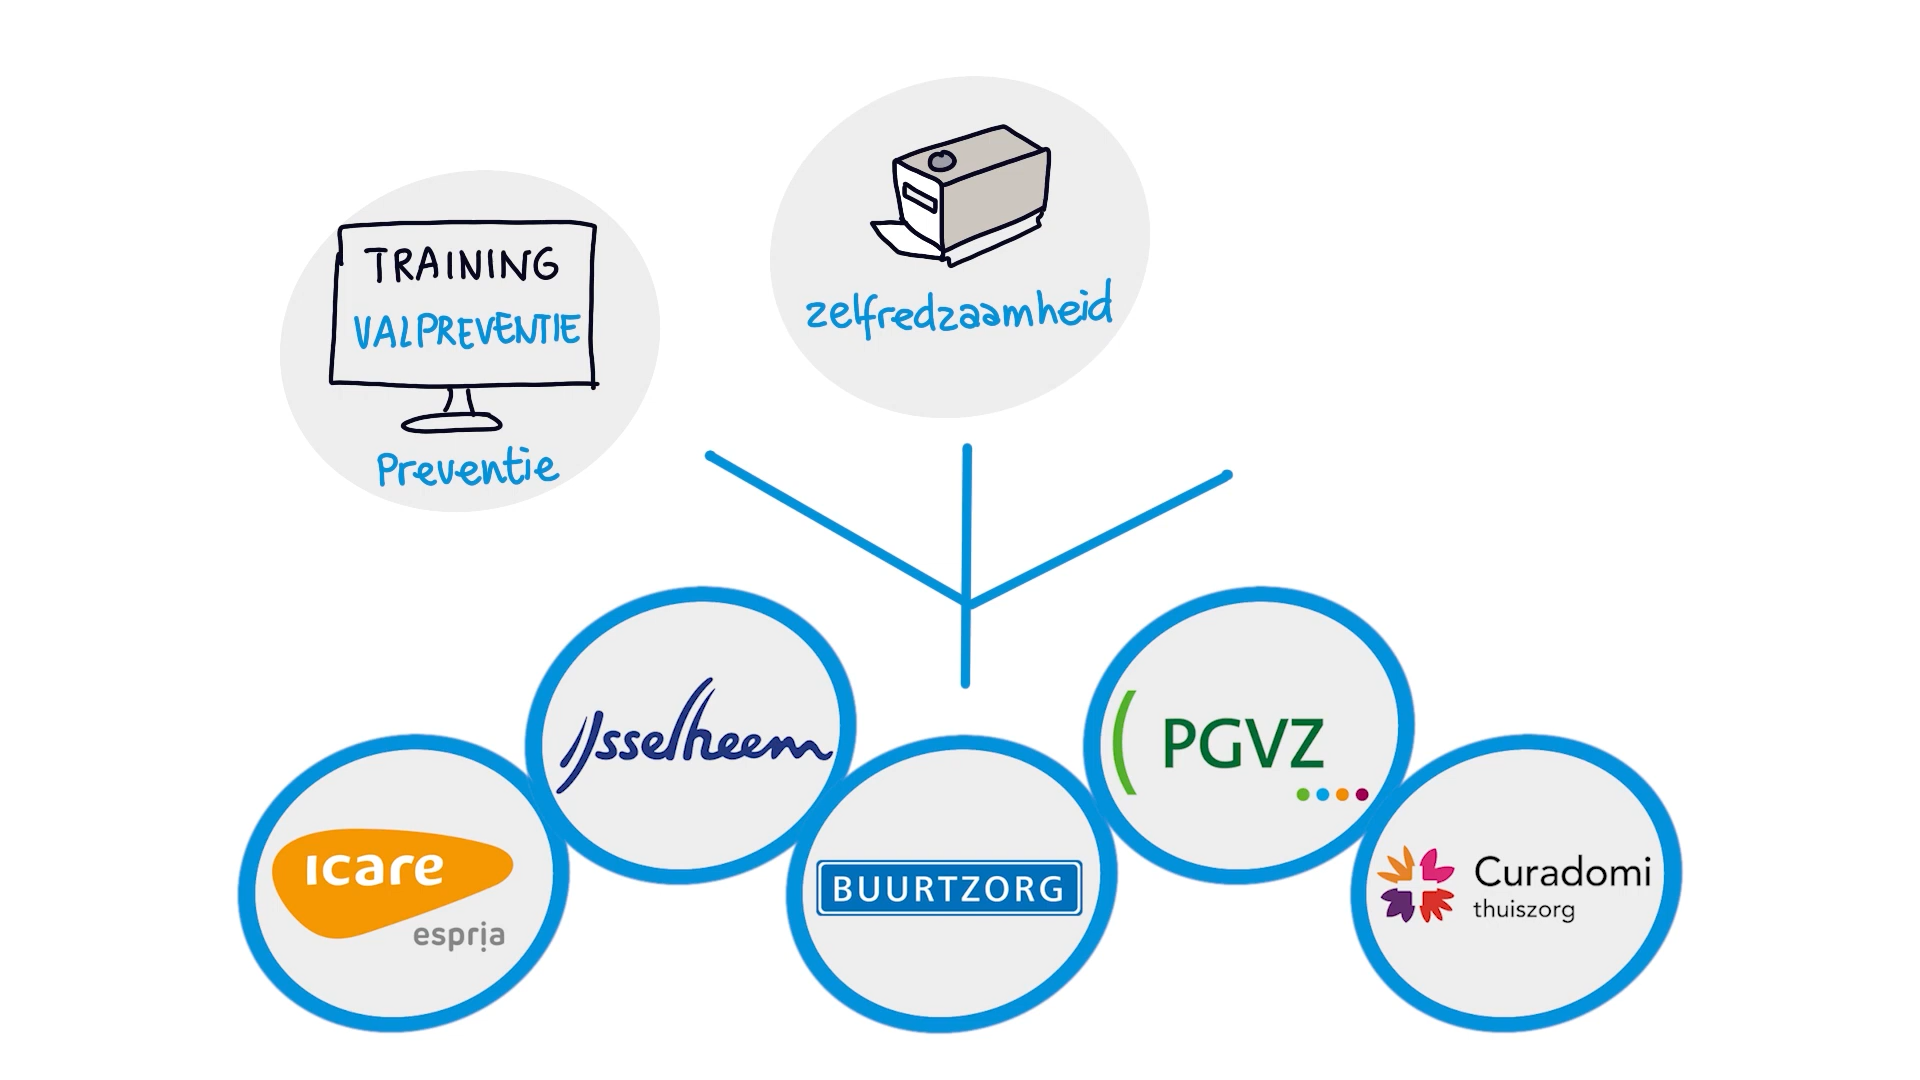 TRAINING
VALPREVENTIE
Preventie
zelfredzaamheid
IJsselheem
PGVZ
icare
espria
BUURTZORG
Curadomi
thuiszorg